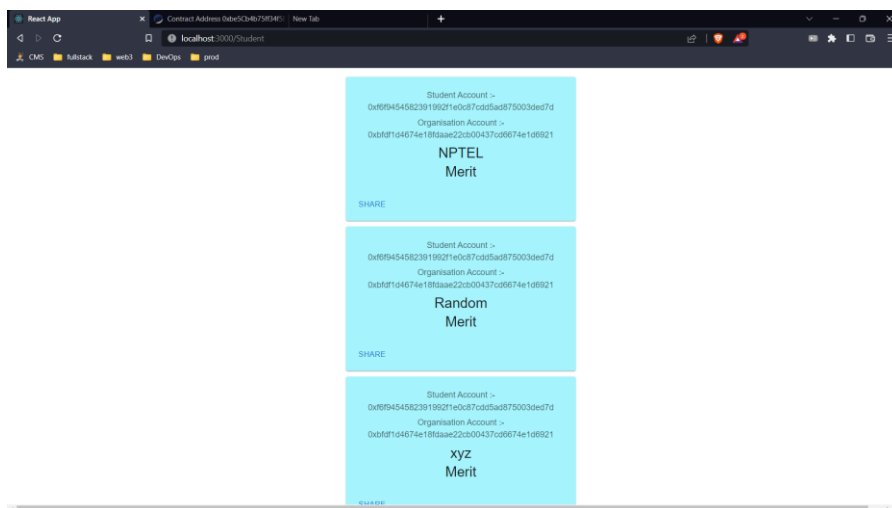 React App
Contract Address 0xbe5Cb4b75ff34f5
New Tab
localhost:3000/Student
CMS fullstack web3 DevOps prod
Student Account :-
0xf6f9454582391992f1e0c87cdd5ad875003ded7d
Organisation Account :-
0xbfdf1d4674e18fdaae22cb00437cd6674e1d6921
NPTEL
Merit
SHARE
Student Account :-
0xf6f9454582391992f1e0c87cdd5ad875003ded7d
Organisation Account :-
0xbfdf1d4674e18fdaae22cb00437cd6674e1d6921
Random
Merit
SHARE
Student Account :-
0xf6f9454582391992f1e0c87cdd5ad875003ded7d
Organisation Account :-
0xbfdf1d4674e18fdaae22cb00437cd6674e1d6921
xyz
Merit
SHARE